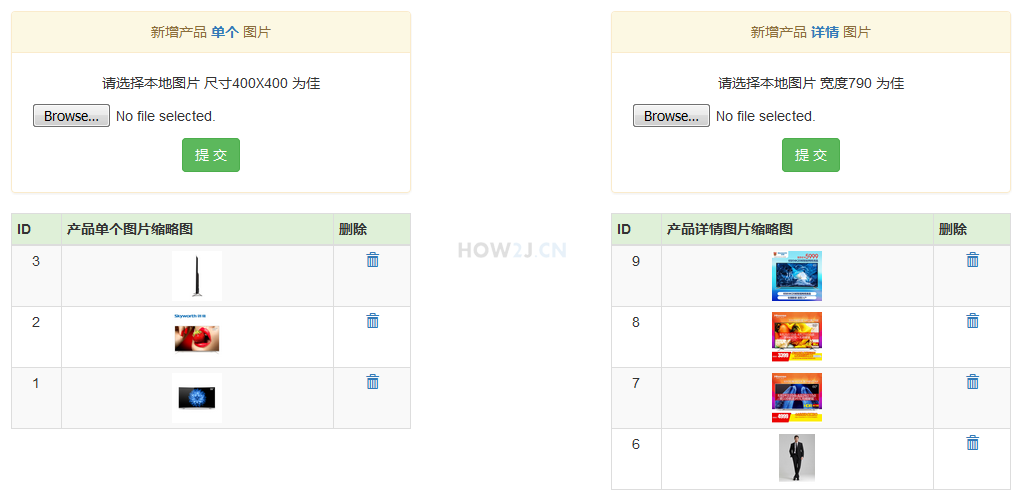 新增产品 单个 图片
请选择本地图片 尺寸400X400 为佳
Browse... No file selected.
提 交
ID 产品单个图片缩略图 删除
3
2
Skyworth
1
新增产品 详情 图片
请选择本地图片 宽度790 为佳
Browse... No file selected.
提 交
ID 产品详情图片缩略图 删除
9
5999
8
3399
7
4999
6
HOW2J.CN